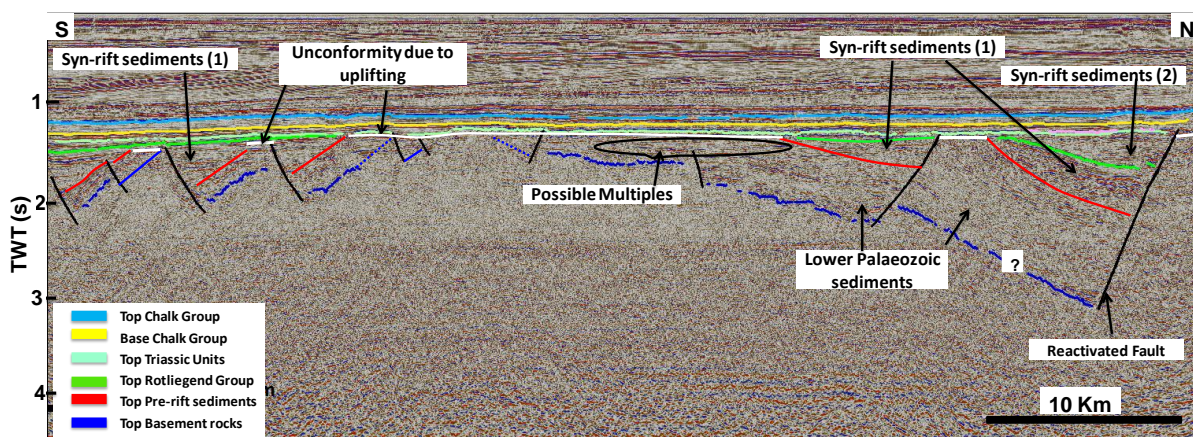 S
N
Unconformity due to
uplifting
Syn-rift sediments (1)
Syn-rift sediments (1)
Syn-rift sediments (2)
1
Possible Multiples
2
TWT (s)
Lower Palaeozoic
sediments
?
3
Reactivated Fault
Top Chalk Group
Base Chalk Group
Top Triassic Units
Top Rotliegend Group
Top Pre-rift sediments
Top Basement rocks
m
4
10 Km